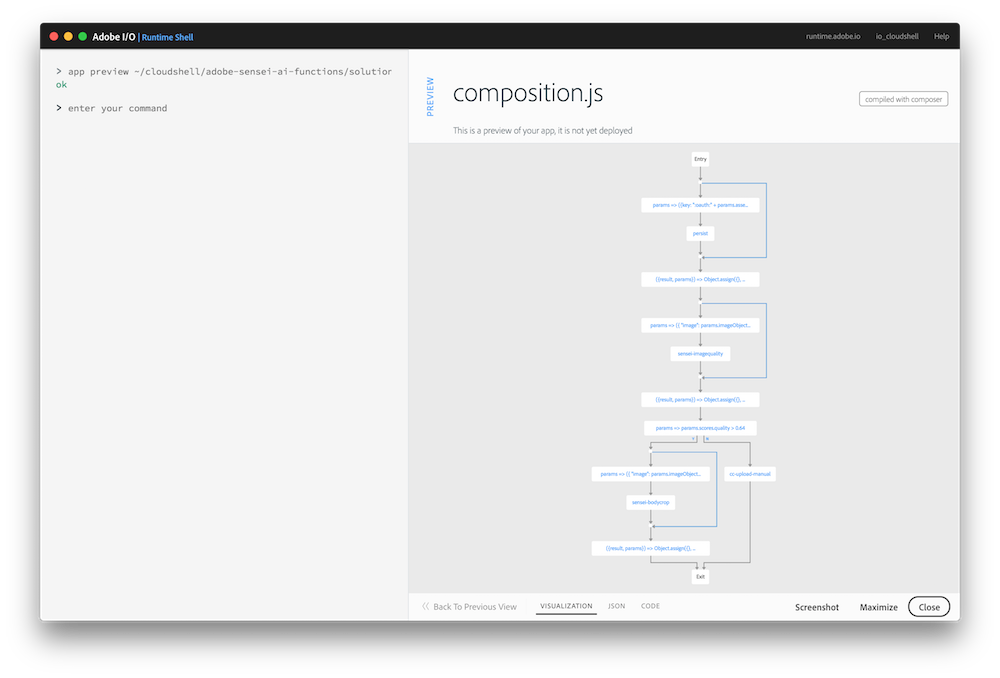 Adobe I/O | Runtime Shell
runtime.adobe.io io_cloudshell Help
> app preview ~/cloudshell/adobe-sensei-ai-functions/solution
ok
> enter your command
PREVIEW
composition.js
compiled with composer
This is a preview of your app, it is not yet deployed
Entry
params => ({key: "oauth:" + params.asse...
persist
({result, params}) => Object.assign({}, ...
params => ({ "image": params.imageObject...
sensei-imagequality
({result, params}) => Object.assign({}, ...
params => params.scores.quality > 0.64
params => ({ "image": params.imageObject...
cc-upload-manual
sensei-bodycrop
({result, params}) => Object.assign({}, ...
Exit
Back To Previous View VISUALIZATION JSON CODE Screenshot Maximize Close